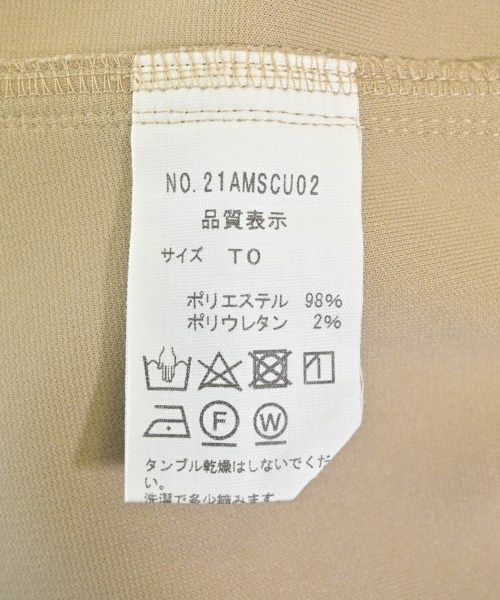 NO.21AMSCU02
品質表示
サイズ TO
ポリエステル 98%
ポリウレタン 2%
F W
タンブル乾燥はしないでくだ
い。
洗濯で多少縮みます